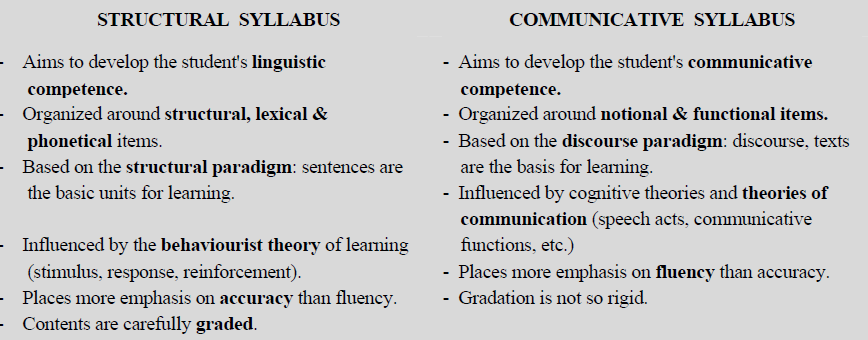 STRUCTURAL SYLLABUS
- Aims to develop the student's linguistic
competence.
- Organized around structural, lexical &
phonetical items.
- Based on the structural paradigm: sentences are
the basic units for learning.
- Influenced by the behaviourist theory of learning
(stimulus, response, reinforcement).
- Places more emphasis on accuracy than fluency.
- Contents are carefully graded.
COMMUNICATIVE SYLLABUS
- Aims to develop the student's communicative
competence.
- Organized around notional & functional items.
- Based on the discourse paradigm: discourse, texts
are the basis for learning.
- Influenced by cognitive theories and theories of
communication (speech acts, communicative
functions, etc.)
- Places more emphasis on fluency than accuracy.
- Gradation is not so rigid.